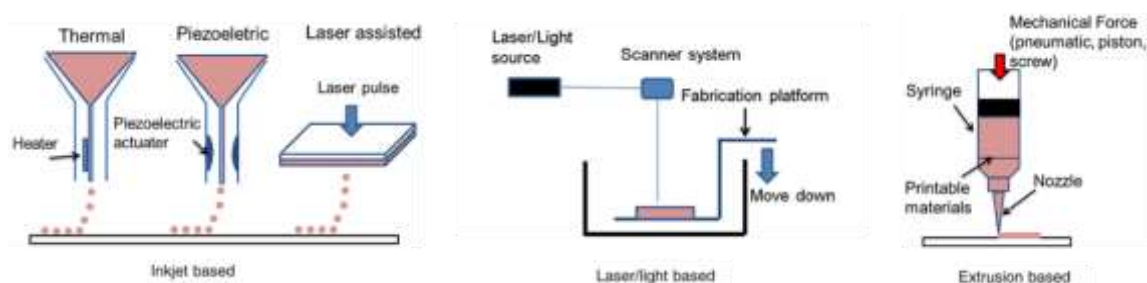 Thermal
Piezoeletric
Laser assisted
Laser pulse
Piezoelectric
actuater
Heater
Inkjet based
Laser/Light
source
Scanner system
Fabrication platform
Move down
Laser/light based
Mechanical Force
(pneumatic, piston,
screw)
Syringe
Printable
materials
Nozzle
Extrusion based